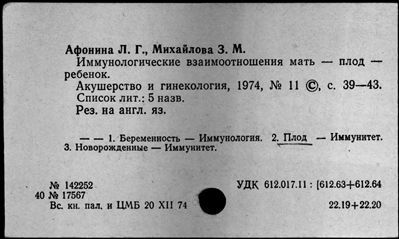 Афонина Л. Г., Михайлова З. М.
Иммунологические взаимоотношения мать — плод —
ребенок.
Акушерство и гинекология, 1974, № 11 ©, с. 39—43.
Список лит.: 5 назв.
Рез. на англ. яз.
— — 1. Беременность — Иммунология. 2. Плод — Иммунитет.
3. Новорожденные — Иммунитет.
№ 142252
УДК 612.017.11 : [612.63+612.64
40 № 17567
Вс. кн. пал. и ЦМБ 20 XII 74
22.19+22.20